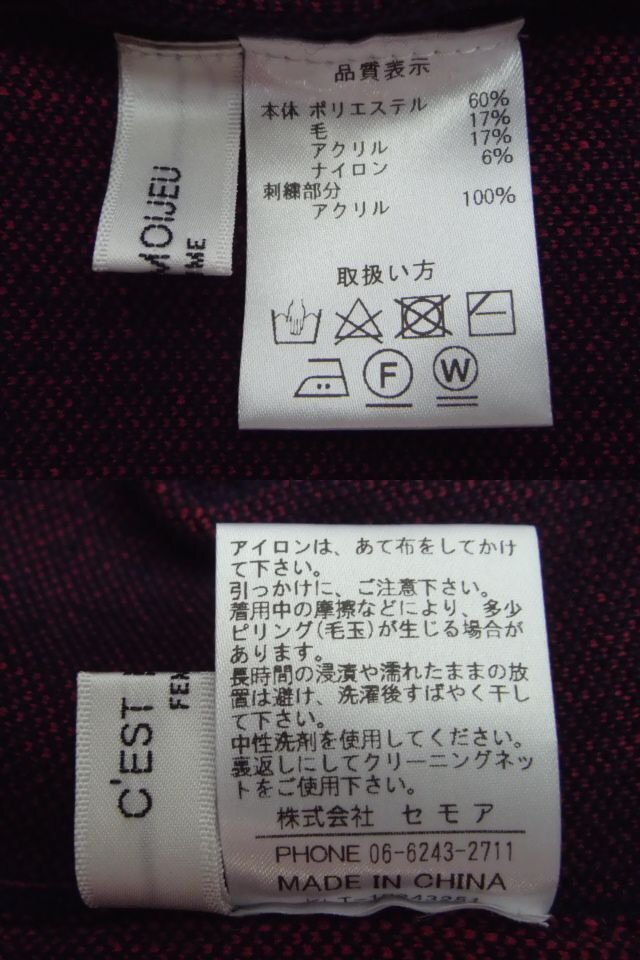 品質表示
本体 ポリエステル 60%
毛 17%
アクリル 17%
ナイロン 6%
刺繍部分
アクリル 100%
取扱い方
F
W
MOIJEU
アイロンは、あて布をしてかけ
て下さい。
引っかけに、ご注意下さい。
着用中の摩擦などにより、多少
ピリング(毛玉)が生じる場合が
あります。
長時間の浸漬や濡れたままの放
置は避け、洗濯後すばやく干し
て下さい。
中性洗剤を使用してください。
裏返しにしてクリーニングネッ
トをご使用下さい。
株式会社 セモア
PHONE 06-6243-2711
MADE IN CHINA
C'EST